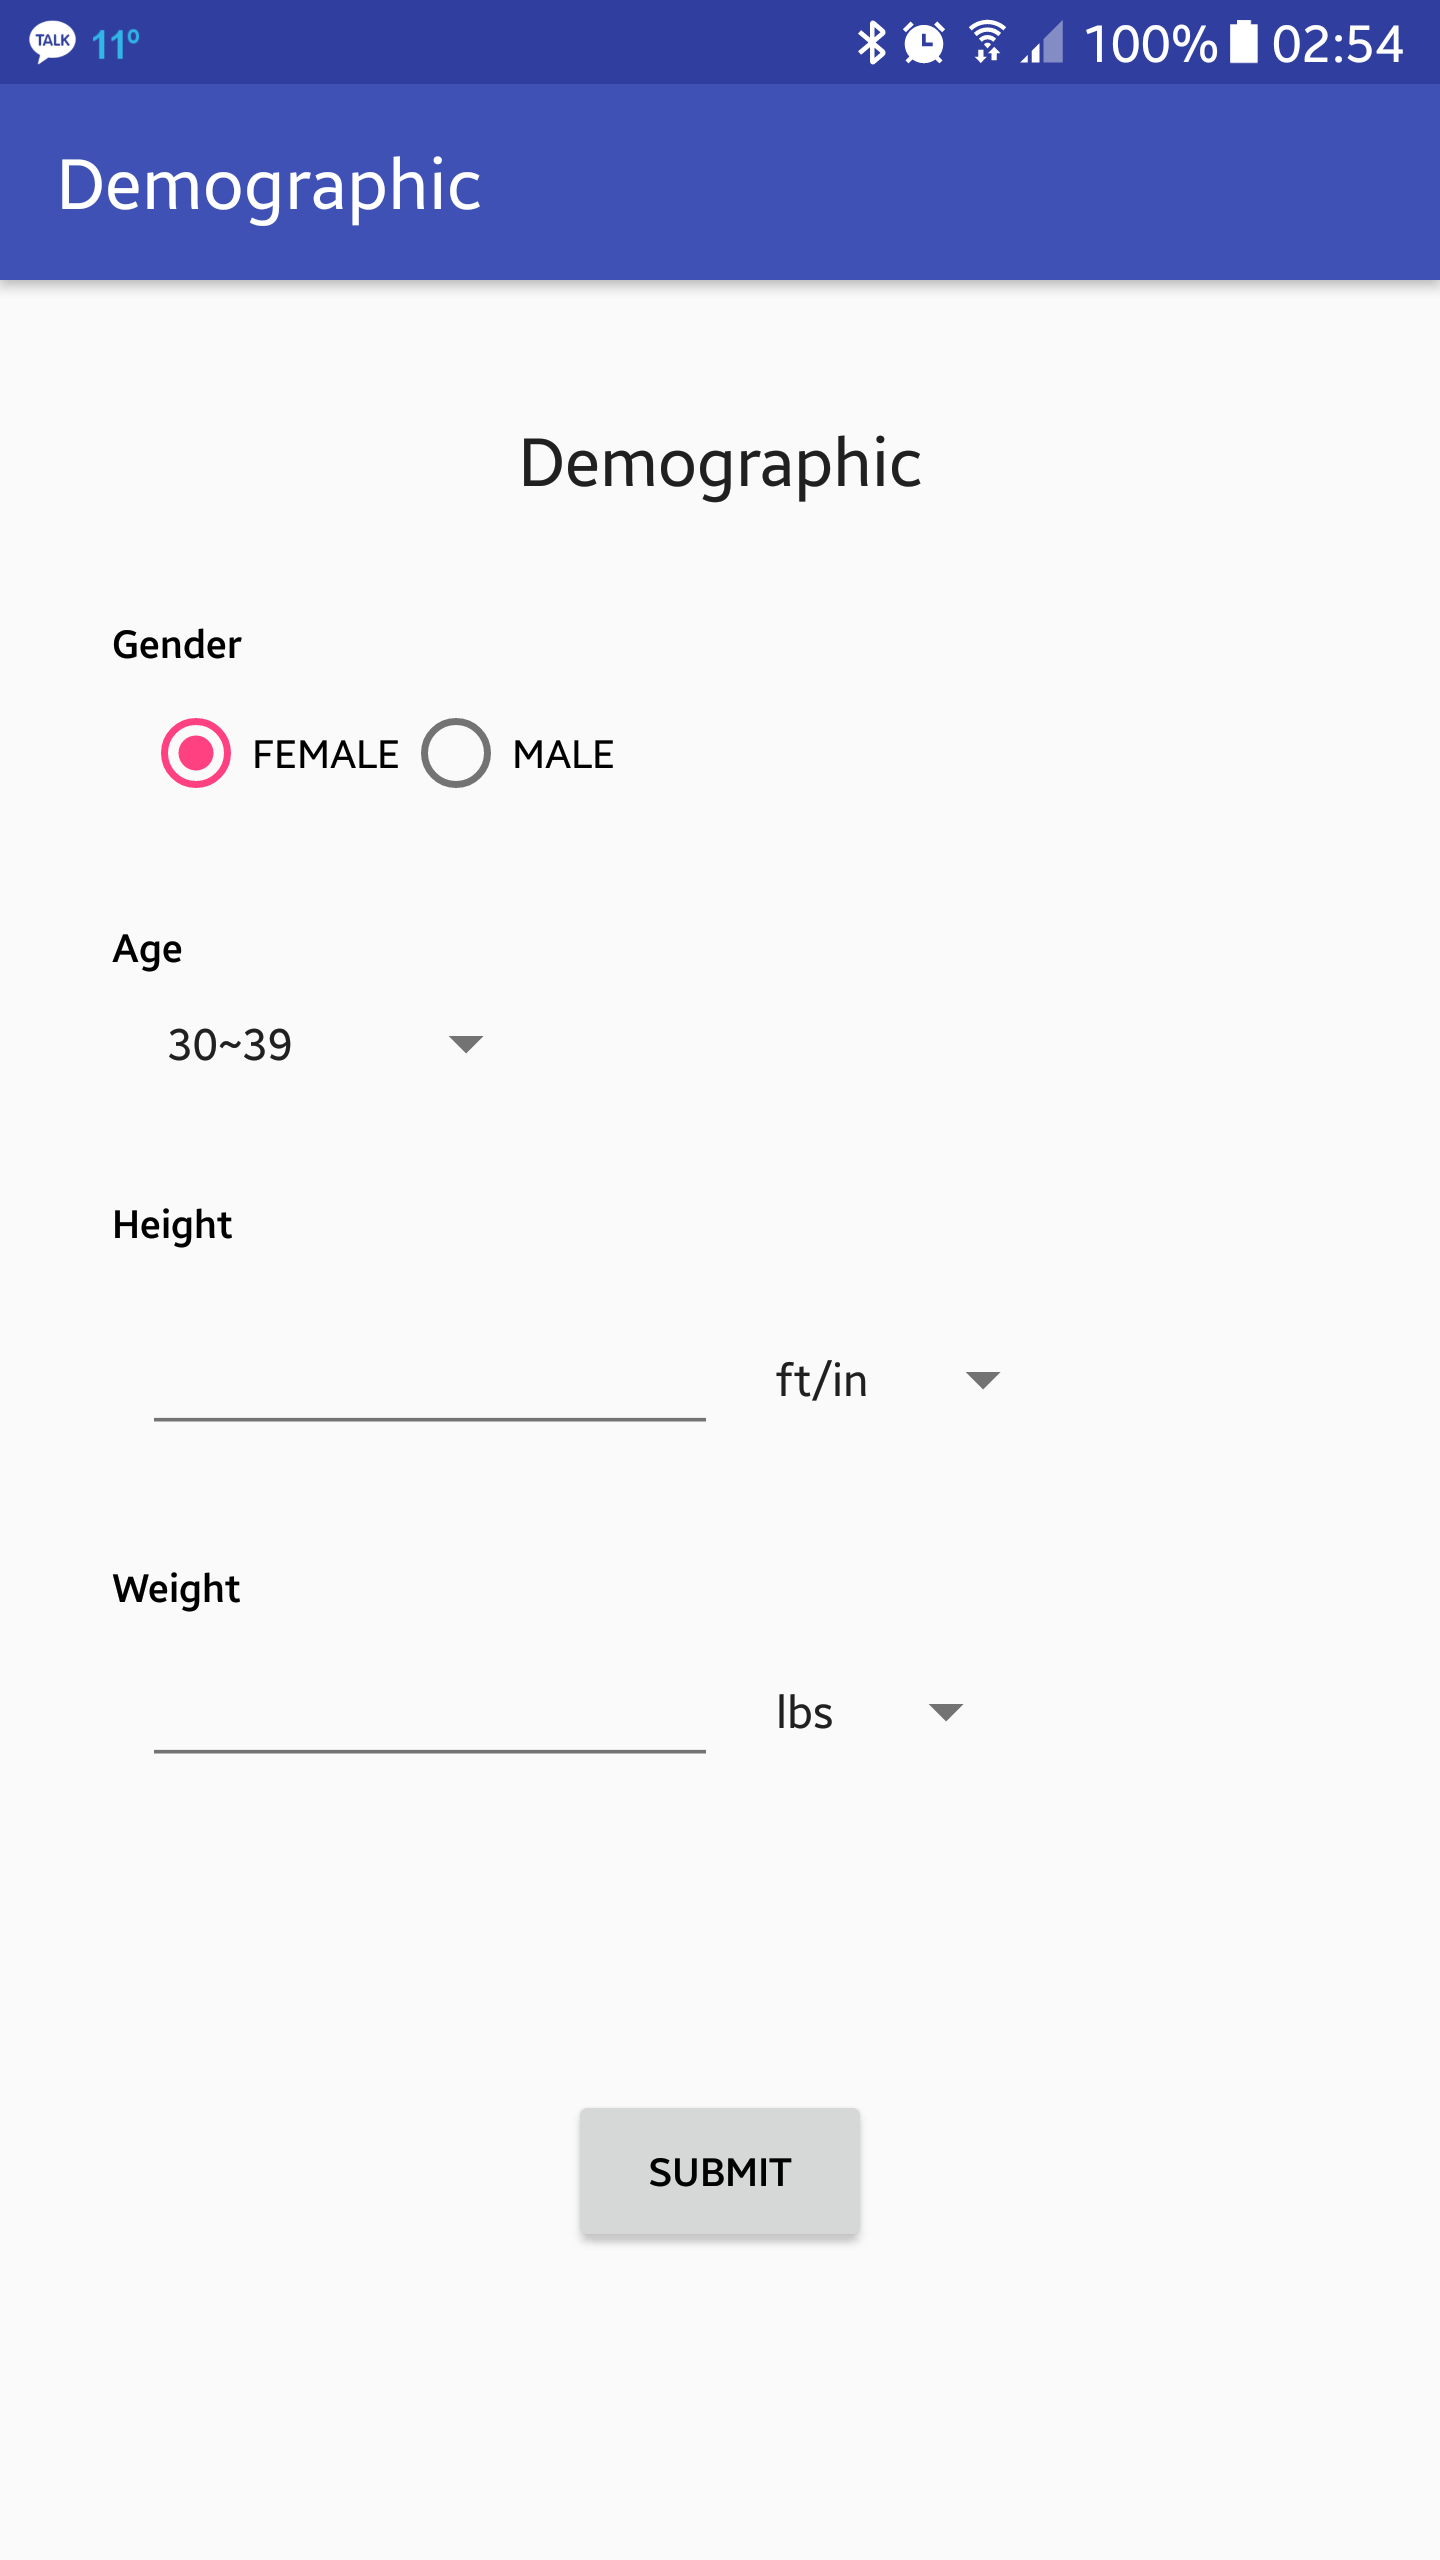 TALK 11° 100% 02:54
Demographic
Demographic
Gender
FEMALE MALE
Age
30~39
Height
ft/in
Weight
lbs
SUBMIT